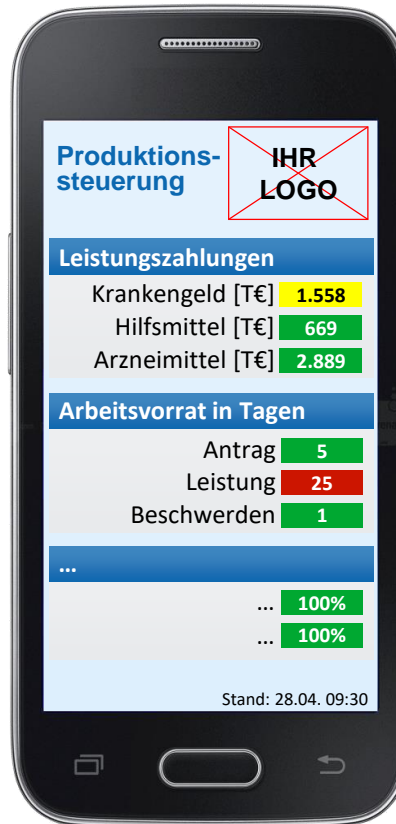 Produktions-
steuerung
IHR
LOGO
Leistungszahlungen
Krankengeld [T€] 1.558
Hilfsmittel [T€] 669
Arzneimittel [T€] 2.889
Arbeitsvorrat in Tagen
Antrag 5
Leistung 25
Beschwerden 1
...
... 100%
... 100%
Stand: 28.04. 09:30